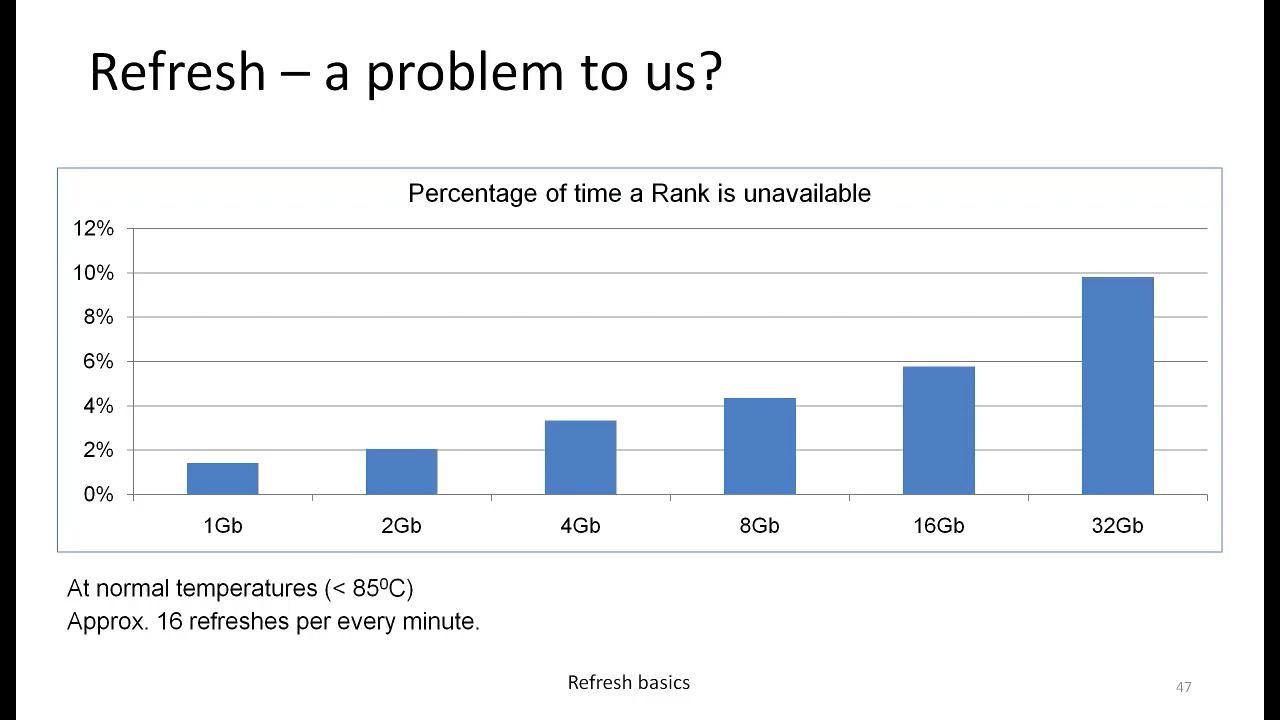 Refresh – a problem to us?
Percentage of time a Rank is unavailable
12%
10%
8%
6%
4%
2%
0%
1Gb 2Gb 4Gb 8Gb 16Gb 32Gb
At normal temperatures (< 85⁰C)
Approx. 16 refreshes per every minute.
Refresh basics
47